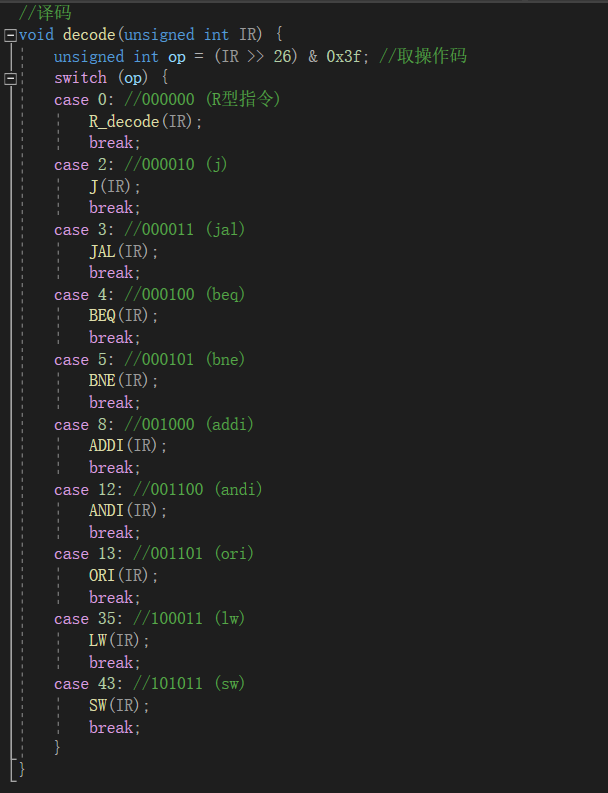 //译码
void decode(unsigned int IR) {
    unsigned int op = (IR >> 26) & 0x3f; //取操作码
    switch (op) {
    case 0: //000000 (R型指令)
        R_decode(IR);
        break;
    case 2: //000010 (j)
        J(IR);
        break;
    case 3: //000011 (jal)
        JAL(IR);
        break;
    case 4: //000100 (beq)
        BEQ(IR);
        break;
    case 5: //000101 (bne)
        BNE(IR);
        break;
    case 8: //001000 (addi)
        ADDI(IR);
        break;
    case 12: //001100 (andi)
        ANDI(IR);
        break;
    case 13: //001101 (ori)
        ORI(IR);
        break;
    case 35: //100011 (lw)
        LW(IR);
        break;
    case 43: //101011 (sw)
        SW(IR);
        break;
    }
}